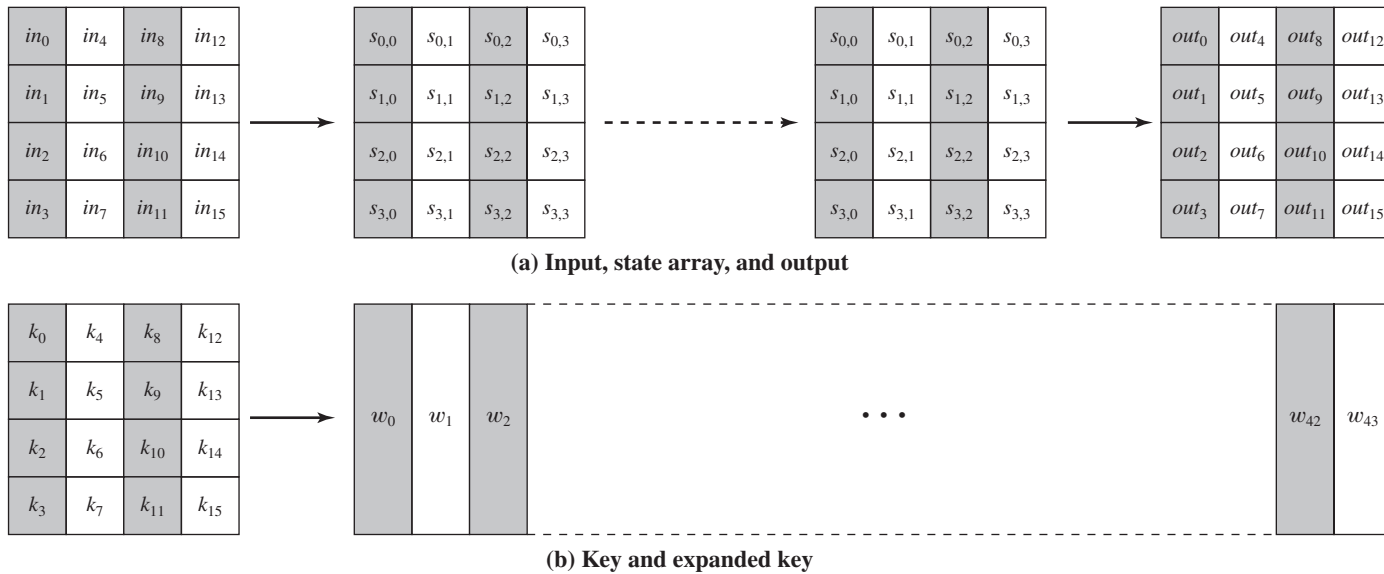 in0 in4 in8 in12 s0,0 s0,1 s0,2 s0,3 s0,0 s0,1 s0,2 s0,3 out0 out4 out8 out12
in1 in5 in9 in13 s1,0 s1,1 s1,2 s1,3 s1,0 s1,1 s1,2 s1,3 out1 out5 out9 out13
in2 in6 in10 in14 s2,0 s2,1 s2,2 s2,3 s2,0 s2,1 s2,2 s2,3 out2 out6 out10 out14
in3 in7 in11 in15 s3,0 s3,1 s3,2 s3,3 s3,0 s3,1 s3,2 s3,3 out3 out7 out11 out15
(a) Input, state array, and output
k0 k4 k8 k12
k1 k5 k9 k13
w0 w1 w2 • • • w42 w43
k2 k6 k10 k14
k3 k7 k11 k15
(b) Key and expanded key